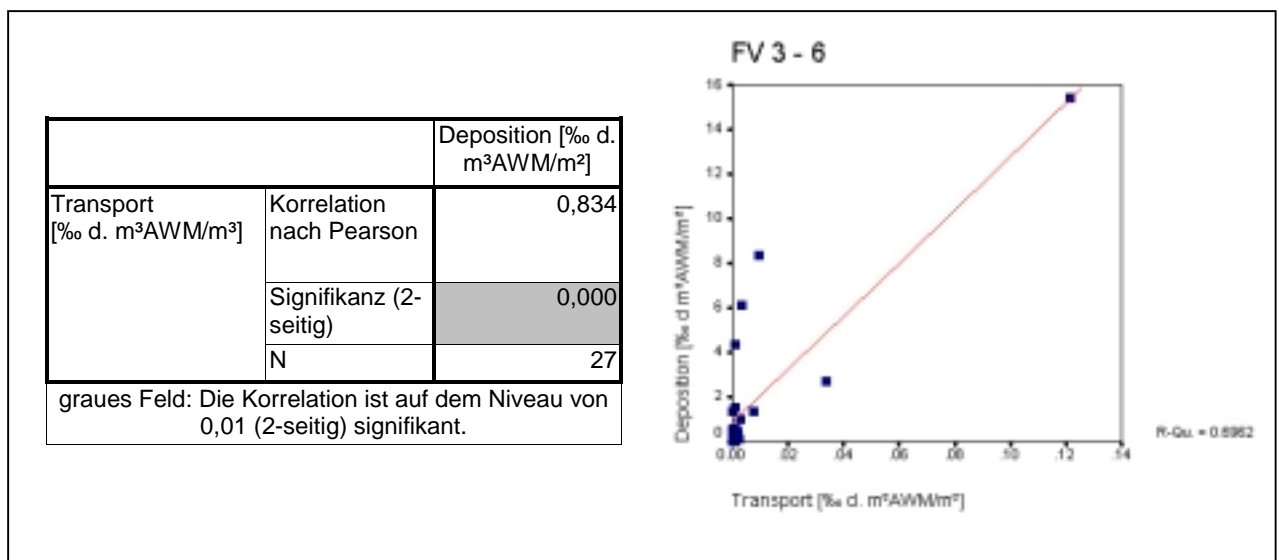 Deposition [‰ d.
m³AWM/m²]
Transport
[‰ d. m³AWM/m³]
Korrelation
nach Pearson
0,834
Signifikanz (2-
seitig)
0,000
N
27
graues Feld: Die Korrelation ist auf dem Niveau von
0,01 (2-seitig) signifikant.
FV 3 - 6
16
14
12
10
8
6
4
2
0
Deposition [‰ d m³AWM/m²]
0.00 .02 .04 .06 .08 .10 .12 .14
Transport [‰ d. m³AWM/m³]
R-Qu. = 0.6962